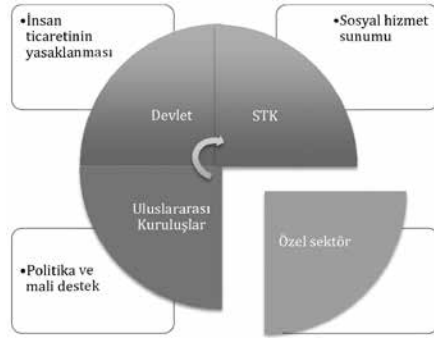 •İnsan
ticaretinin
yasaklanması
•Sosyal hizmet
sunumu
Devlet
STK
Uluslararası
Kuruluşlar
Özel sektör
•Politika ve
mali destek